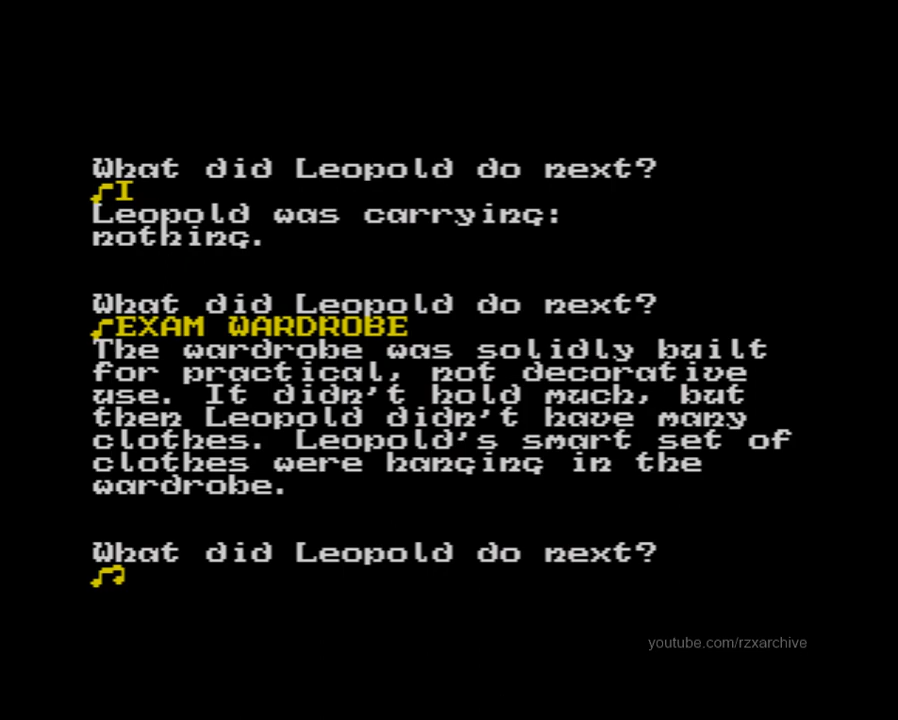 What did Leopold do next?
♪I
Leopold was carrying:
nothing.
What did Leopold do next?
♪EXAM WARDROBE
The wardrobe was solidly built
for practical, not decorative
use. It didn't hold much, but
then Leopold didn't have many
clothes. Leopold's smart set of
clothes were hanging in the
wardrobe.
What did Leopold do next?
♪
youtube.com/rzxarchive